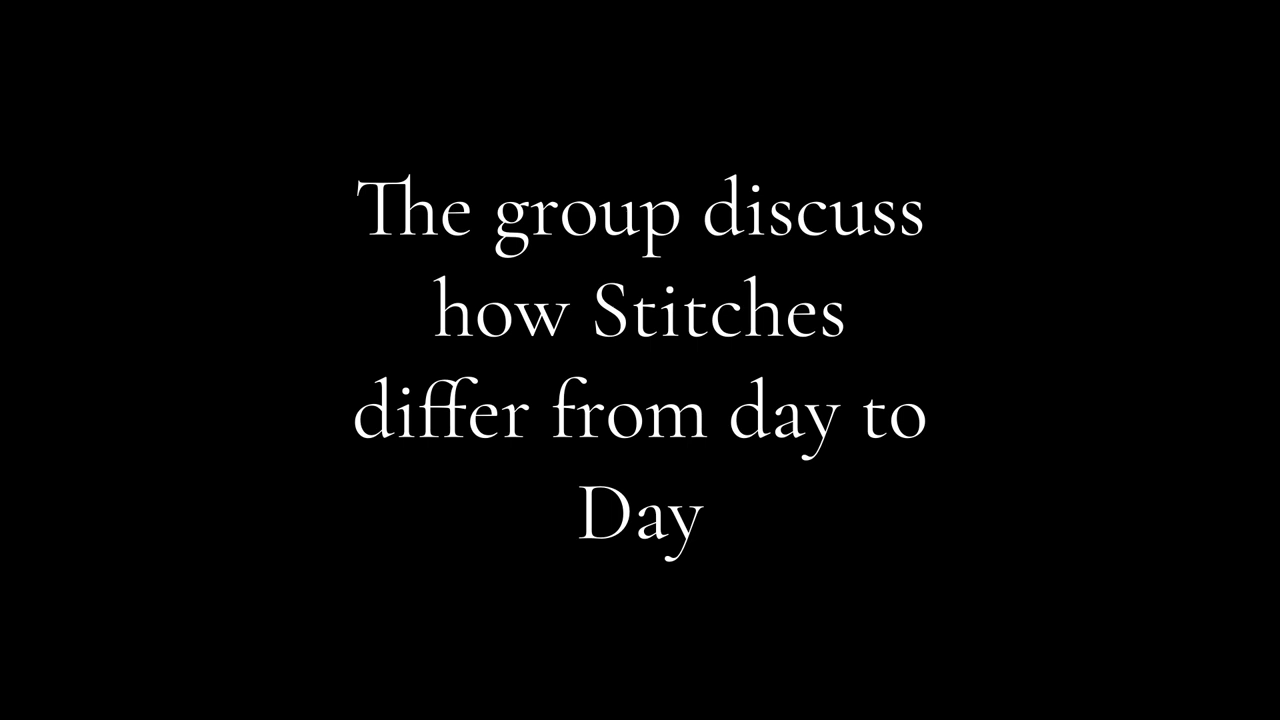 The group discuss
how Stitches
differ from day to
Day